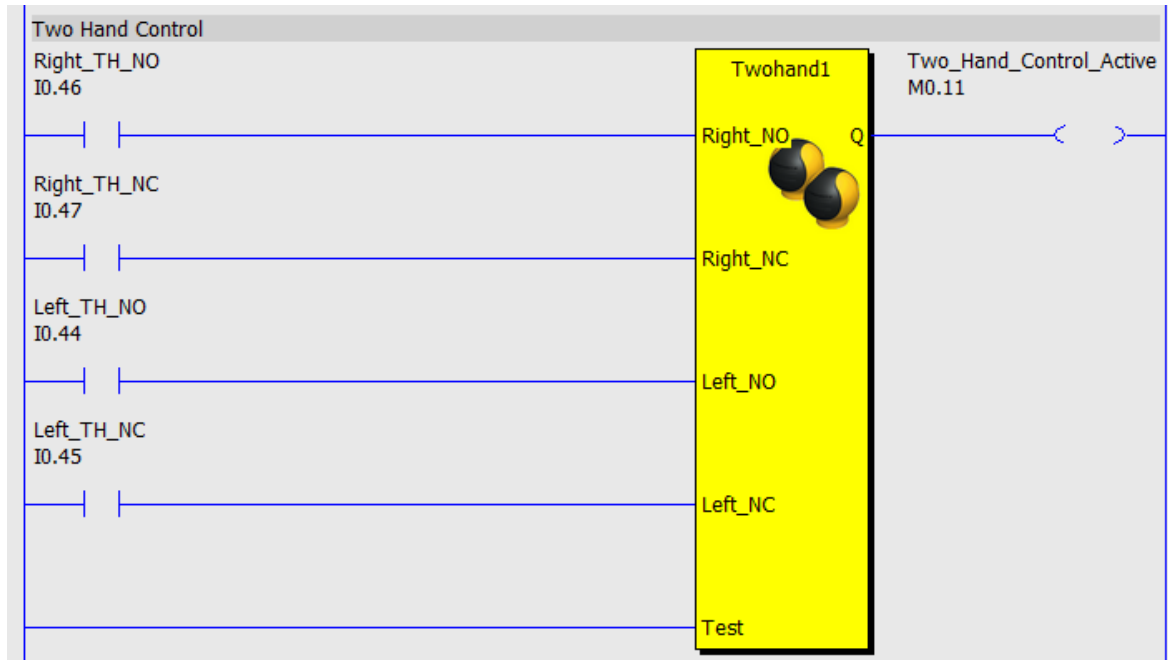 Two Hand Control
Right_TH_NO
I0.46
Twohand1
Two_Hand_Control_Active
M0.11
Right_NO
Q
Right_TH_NC
I0.47
Right_NC
Left_TH_NO
I0.44
Left_NO
Left_TH_NC
I0.45
Left_NC
Test